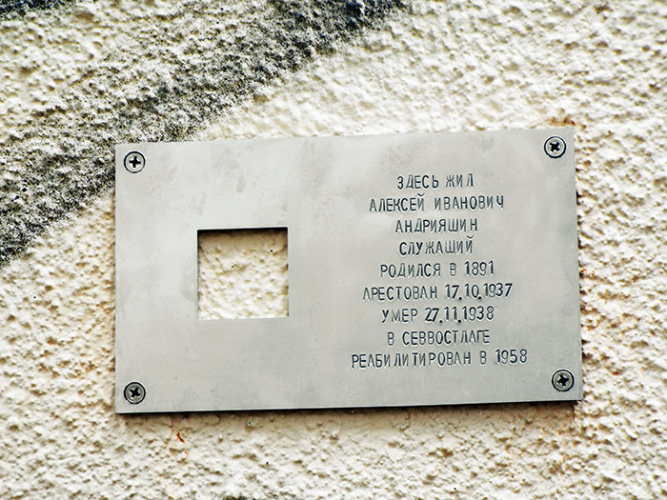 ЗДЕСЬ ЖИЛ
АЛЕКСЕЙ ИВАНОВИЧ
АНДРИЯШИН
СЛУЖАЩИЙ
РОДИЛСЯ В 1891
АРЕСТОВАН 17.10.1937
УМЕР 27.11.1938
В СЕВВОСТЛАГЕ
РЕАБИЛИТИРОВАН В 1958